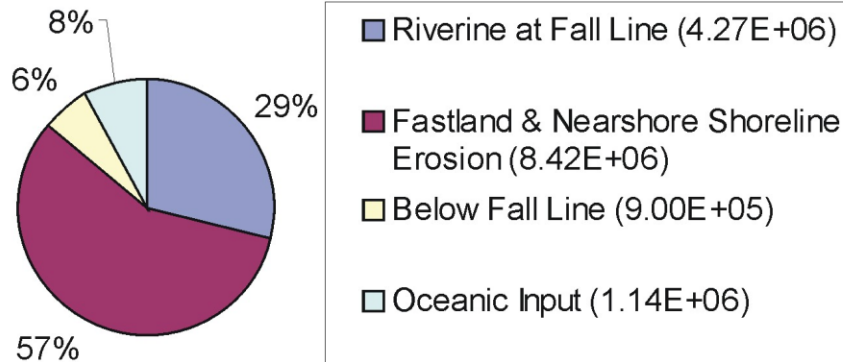 8%
6%
29%
57%
Riverine at Fall Line (4.27E+06)
Fastland & Nearshore Shoreline
Erosion (8.42E+06)
Below Fall Line (9.00E+05)
Oceanic Input (1.14E+06)